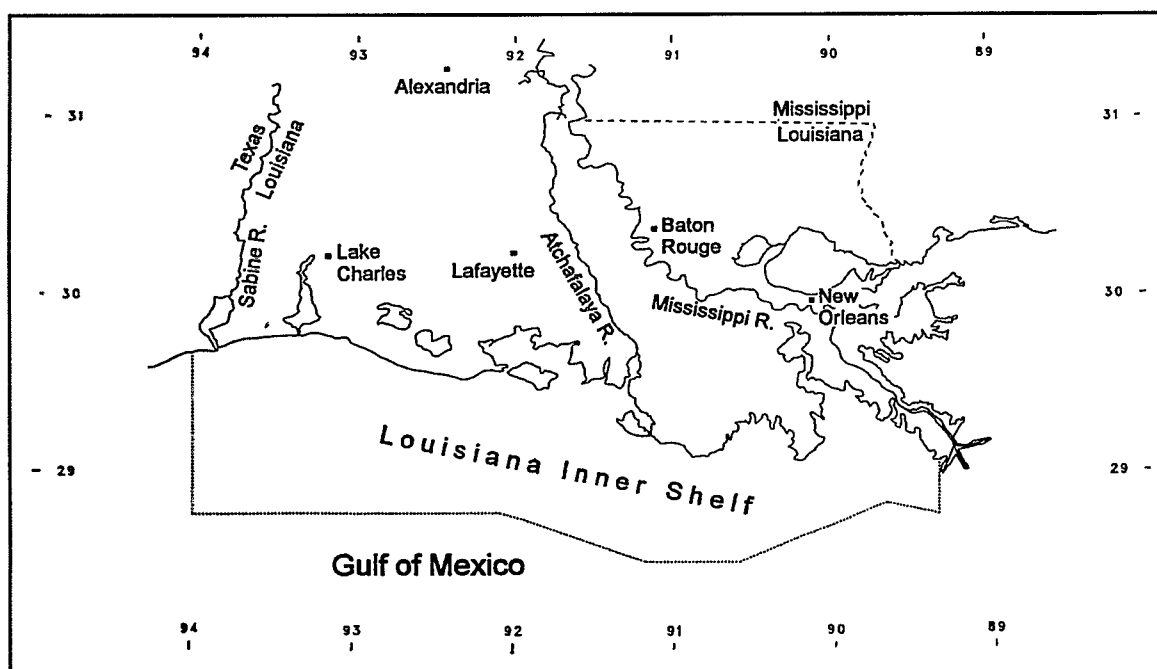 94 93 92 91 90 89
Alexandria
31 31
Mississippi
Louisiana
Texas
Louisiana
Sabine R.
Lake
Charles
Lafayette
Atchafalaya R.
Baton
Rouge
Mississippi R.
New
Orleans
30 30
Louisiana Inner Shelf
29 29
Gulf of Mexico
94 93 92 91 90 89